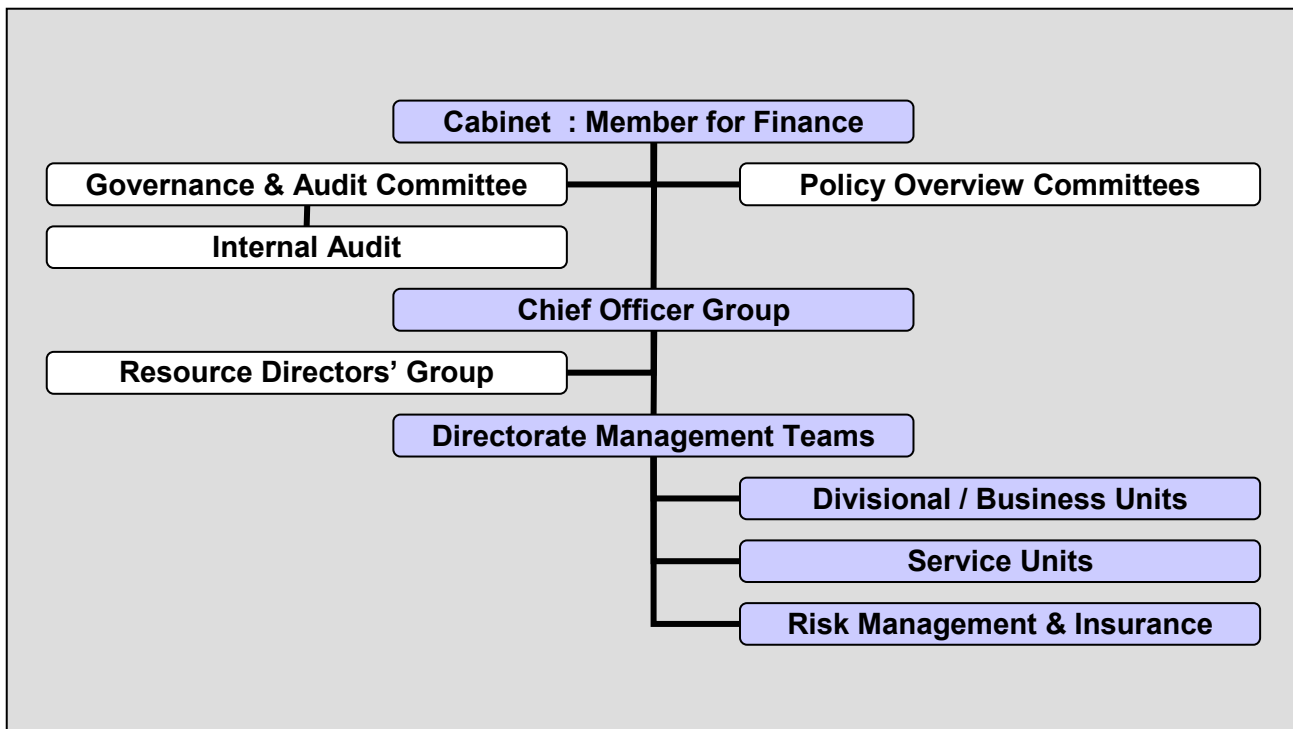 Cabinet : Member for Finance
Governance & Audit Committee
Policy Overview Committees
Internal Audit
Chief Officer Group
Resource Directors’ Group
Directorate Management Teams
Divisional / Business Units
Service Units
Risk Management & Insurance